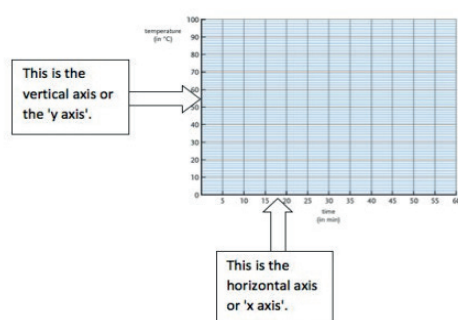 temperature
(in °C)
100
90
80
70
60
50
40
30
20
10
0
5 10 15 20 25 30 35 40 45 50 55 60
time
(in min)
This is the
vertical axis or
the 'y axis'.
This is the
horizontal axis
or 'x axis'.